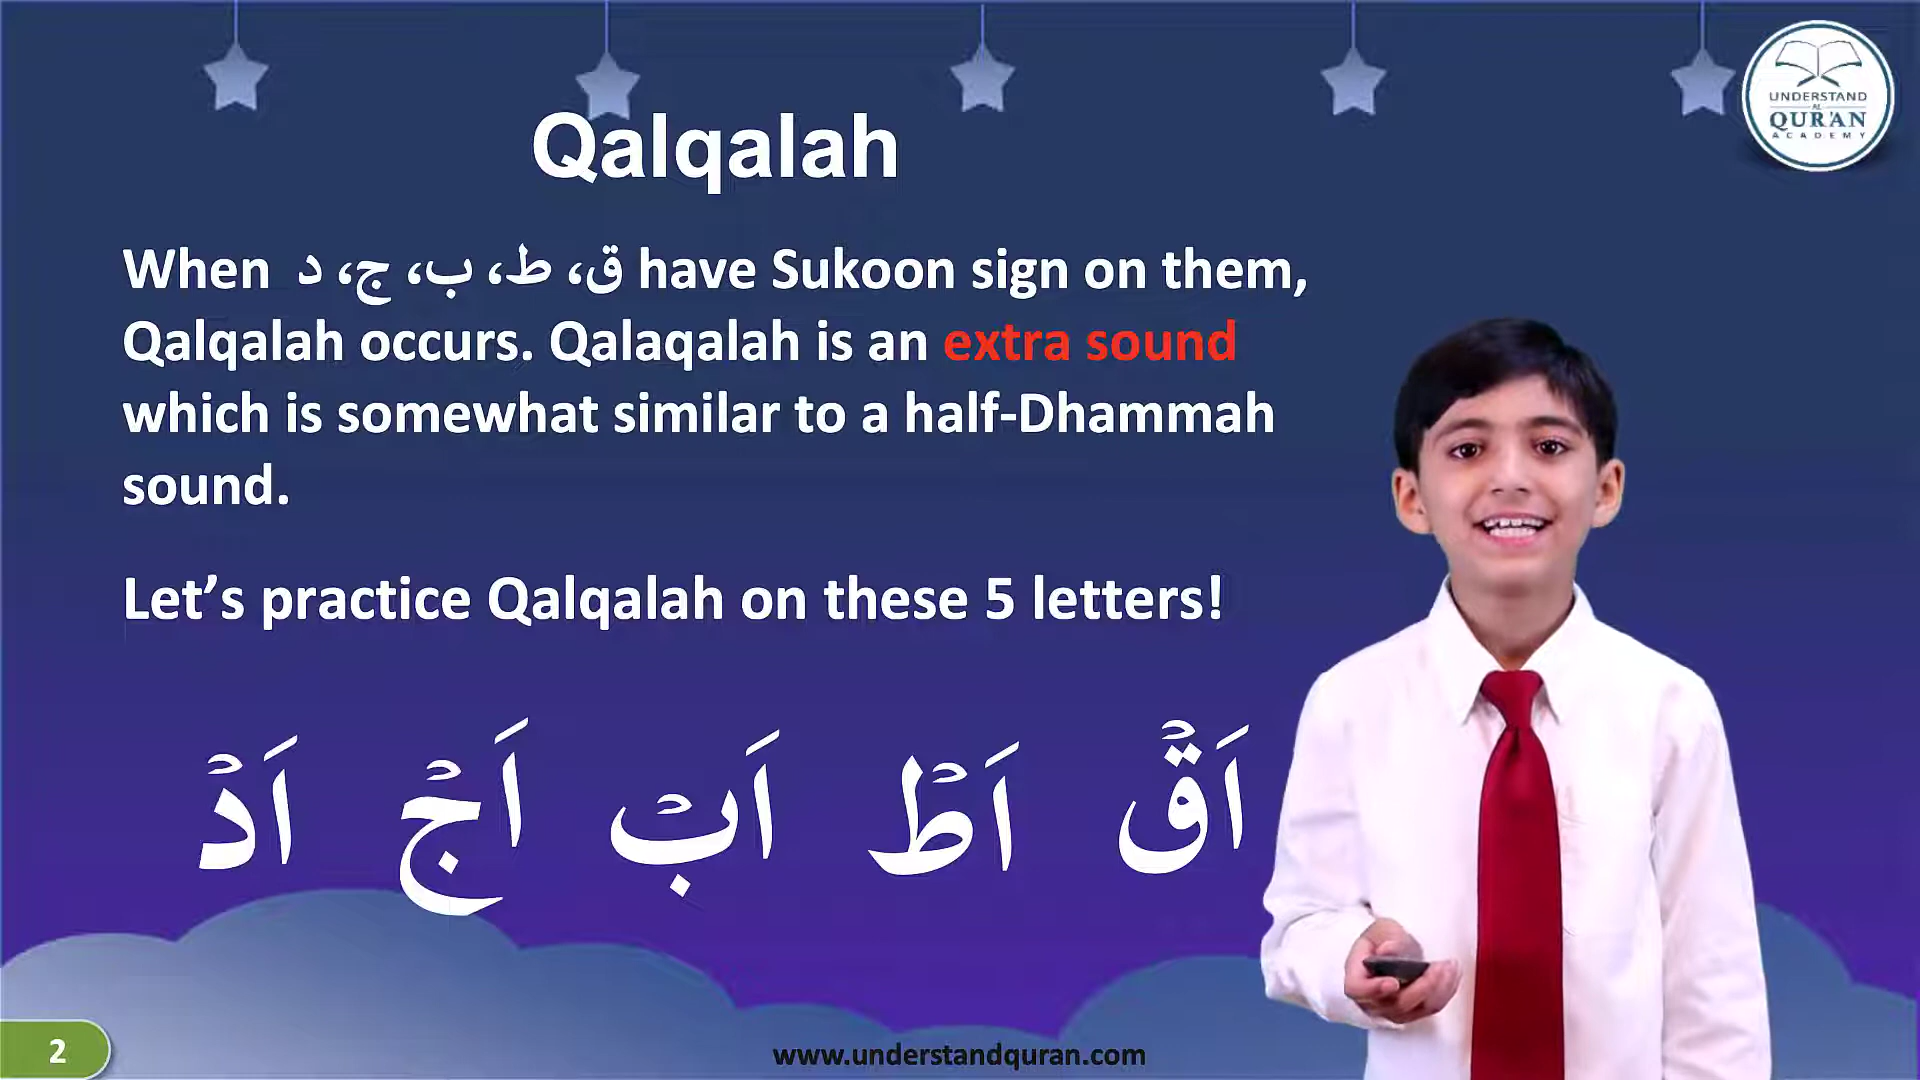 UNDERSTAND
AL
QUR'AN
ACADEMY
Qalqalah
When ق، ط، ب، ج، د have Sukoon sign on them,
Qalqalah occurs. Qalaqalah is an extra sound
which is somewhat similar to a half-Dhammah
sound.
Let’s practice Qalqalah on these 5 letters!
اَقْ اَطْ اَبْ اَجْ اَدْ
2
www.understandquran.com